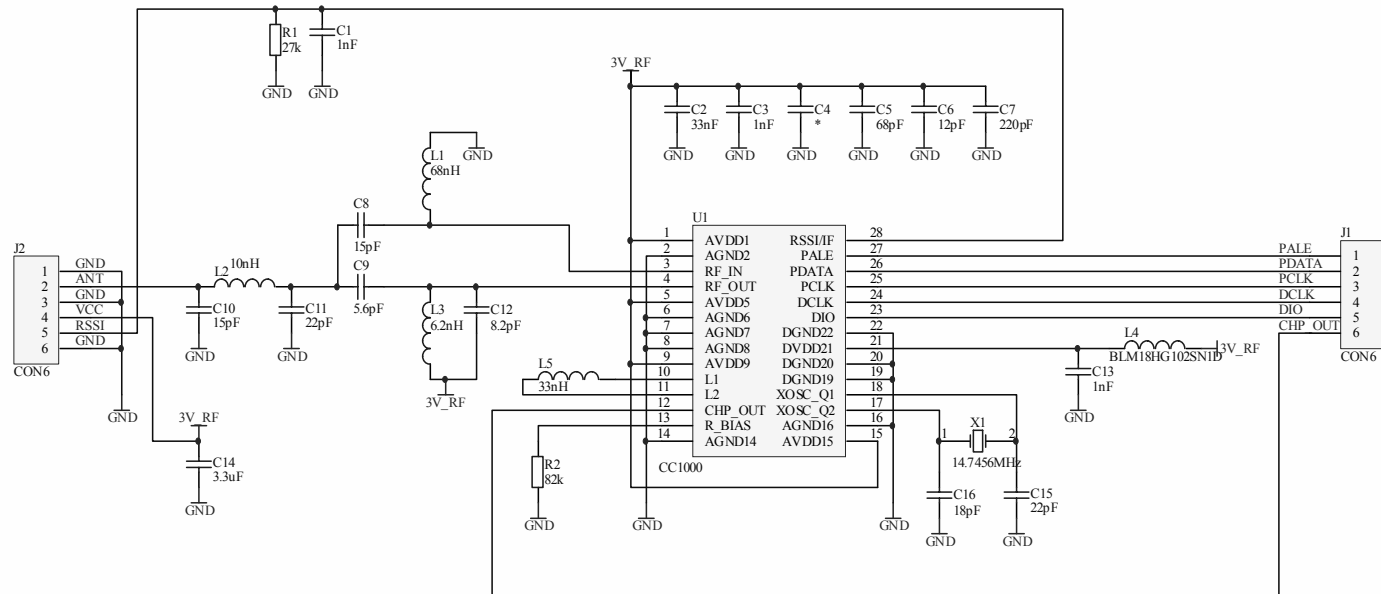 R1
27k
GND
C1
1nF
GND
3V_RF
C2
33nF
GND
C3
1nF
GND
C4
*
GND
C5
68pF
GND
C6
12pF
GND
C7
220pF
GND
L1
68nH
GND
C8
15pF
C9
5.6pF
J2
1
2
3
4
5
6
CON6
GND
ANT
GND
VCC
RSSI
GND
GND
L2
10nH
C10
15pF
GND
C11
22pF
GND
L3
6.2nH
C12
8.2pF
3V_RF
3V_RF
C14
3.3uF
GND
L5
33nH
R2
82k
GND
U1
1 AVDD1 RSSI/IF 28
2 AGND2 PALE 27
3 RF_IN PDATA 26
4 RF_OUT PCLK 25
5 AVDD5 DCLK 24
6 AGND6 DIO 23
7 AGND7 DGND22 22
8 AGND8 DVDD21 21
9 AVDD9 DGND20 20
10 L1 DGND19 19
11 L2 XOSC_Q1 18
12 CHP_OUT XOSC_Q2 17
13 R_BIAS AGND16 16
14 AGND14 AVDD15 15
CC1000
GND
GND
X1
1
2
14.7456MHz
C16
18pF
GND
C15
22pF
GND
L4
BLM18HG102SN1D
3V_RF
C13
1nF
GND
J1
PALE 1
PDATA 2
PCLK 3
DCLK 4
DIO 5
CHP_OUT 6
CON6